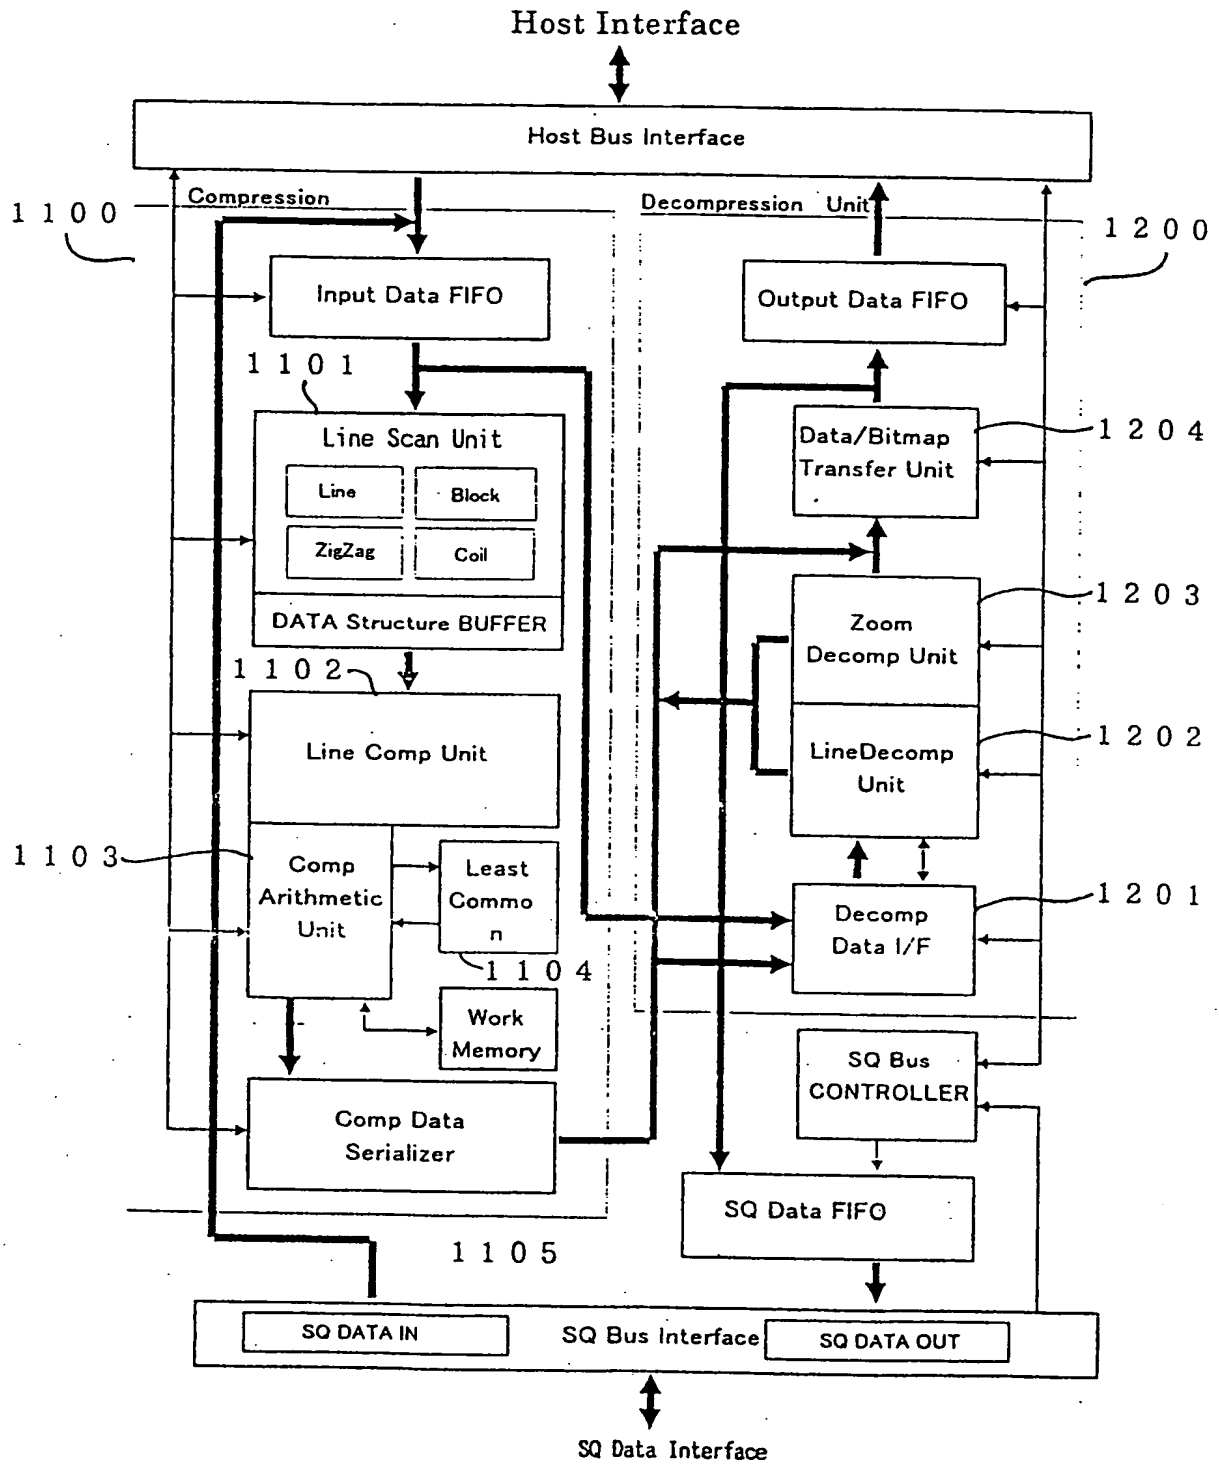 Host Interface
Host Bus Interface
Compression
Decompression Unit
1100
1200
Input Data FIFO
Output Data FIFO
1101
Line Scan Unit
Line
Block
ZigZag
Coil
DATA Structure BUFFER
Data/Bitmap
Transfer Unit
1204
1102
Line Comp Unit
Zoom
Decomp Unit
1203
LineDecomp
Unit
1202
1103
Comp
Arithmetic
Unit
Least
Commo
n
1104
Decomp
Data I/F
1201
Work
Memory
SQ Bus
CONTROLLER
Comp Data
Serializer
SQ Data FIFO
1105
SQ DATA IN
SQ Bus Interface
SQ DATA OUT
SQ Data Interface